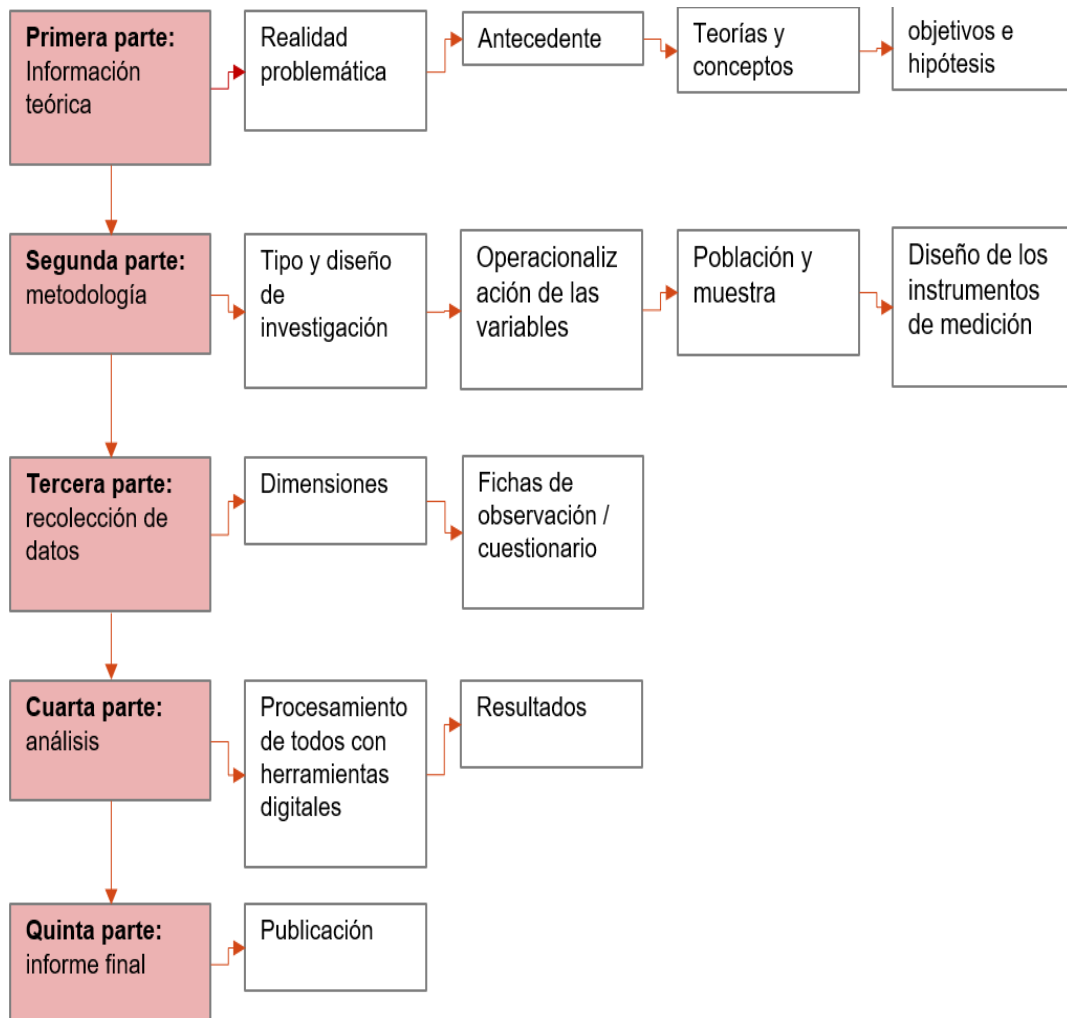 Primera parte:
Información
teórica
Realidad
problemática
Antecedente
Teorías y
conceptos
objetivos e
hipótesis
Segunda parte:
metodología
Tipo y diseño
de
investigación
Operacionaliz
ación de las
variables
Población y
muestra
Diseño de los
instrumentos
de medición
Tercera parte:
recolección de
datos
Dimensiones
Fichas de
observación /
cuestionario
Cuarta parte:
análisis
Procesamiento
de todos con
herramientas
digitales
Resultados
Quinta parte:
informe final
Publicación